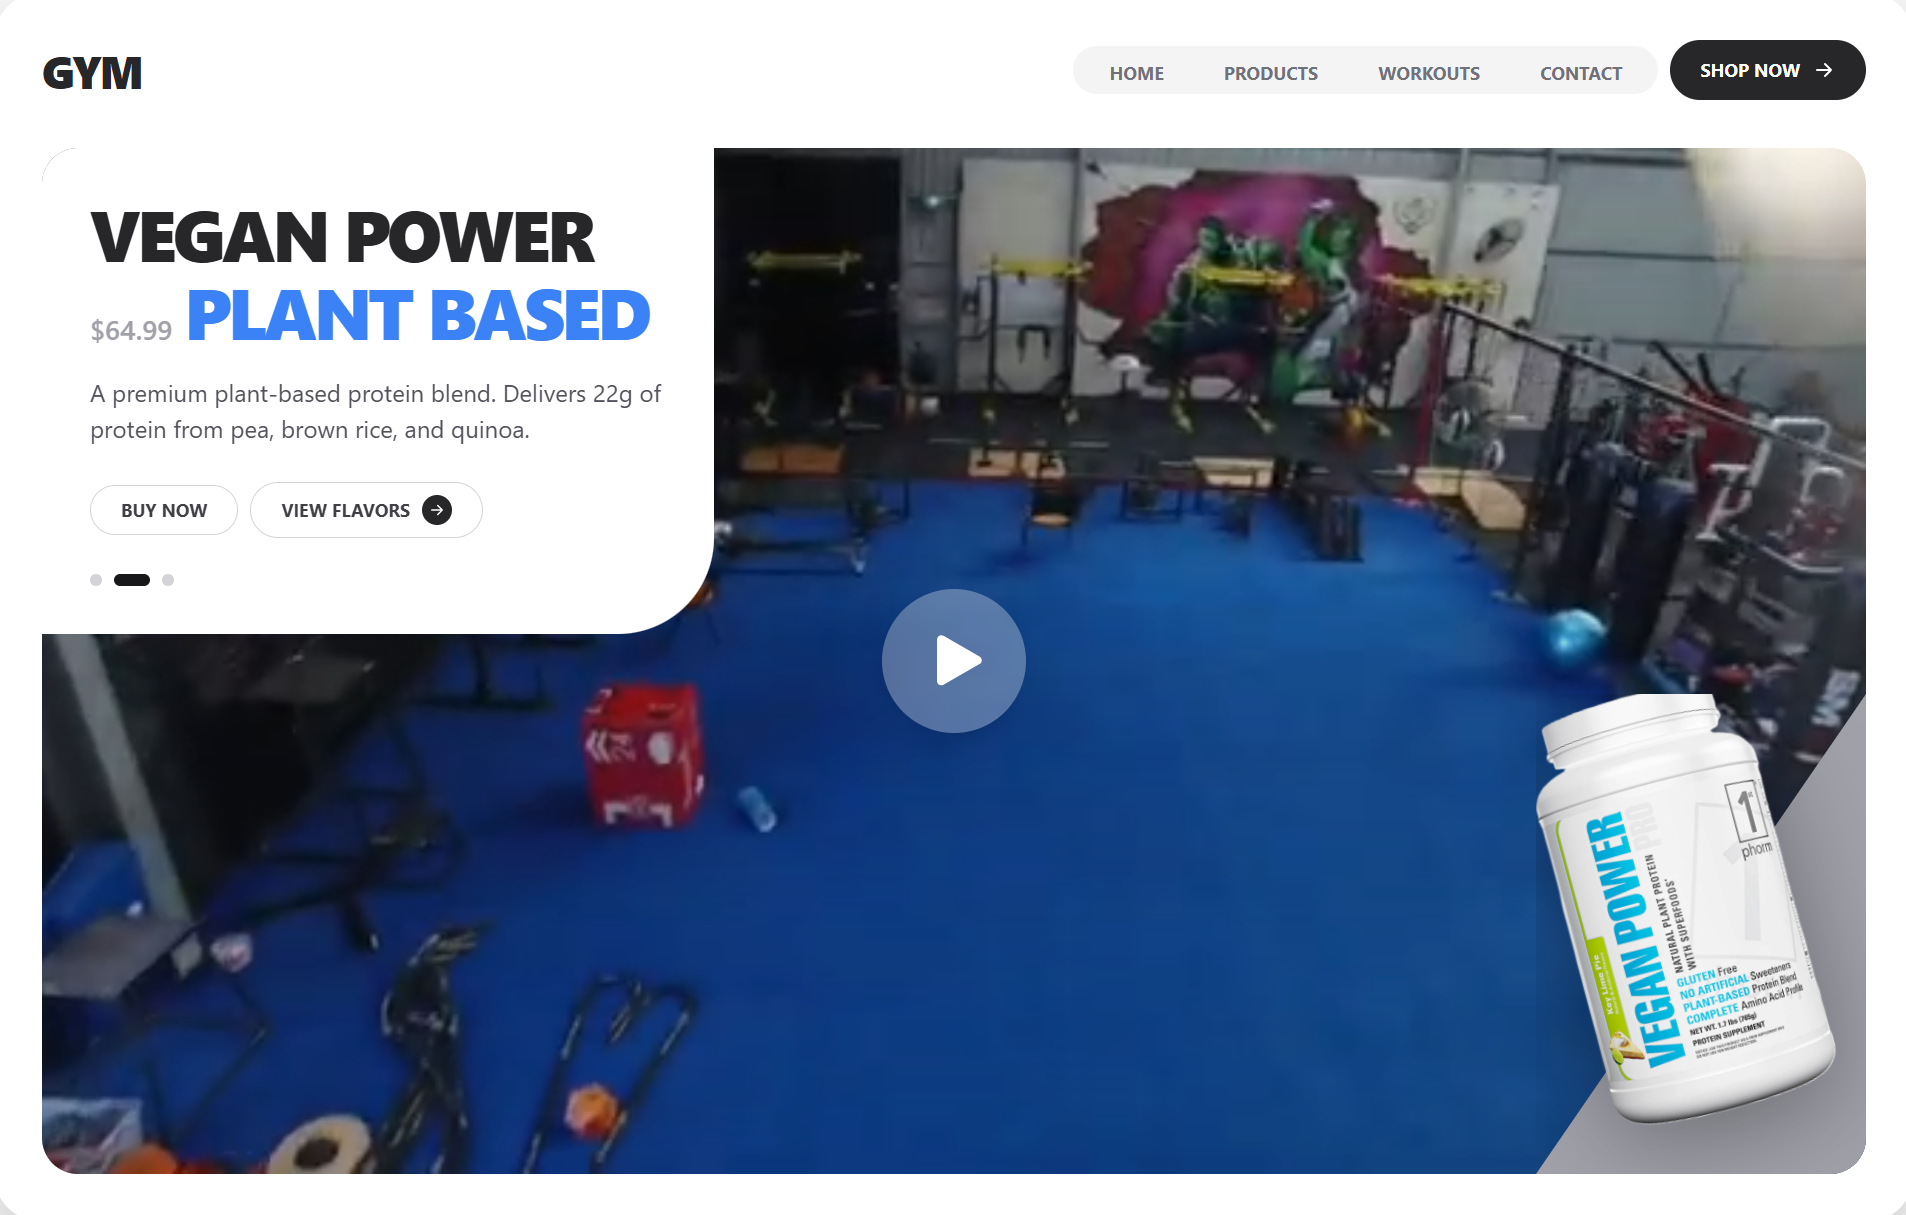 GYM
HOME PRODUCTS WORKOUTS CONTACT SHOP NOW
VEGAN POWER
$64.99 PLANT BASED
A premium plant-based protein blend. Delivers 22g of
protein from pea, brown rice, and quinoa.
BUY NOW VIEW FLAVORS
1st
phorm
VEGAN POWER PRO
NATURAL PLANT PROTEIN
WITH SUPERFOODS
Key Lime Pie
GLUTEN Free
NO ARTIFICIAL Sweeteners
PLANT-BASED Protein Blend
COMPLETE Amino Acid Profile
NET WT. 1.7 lbs (765g)
PROTEIN SUPPLEMENT